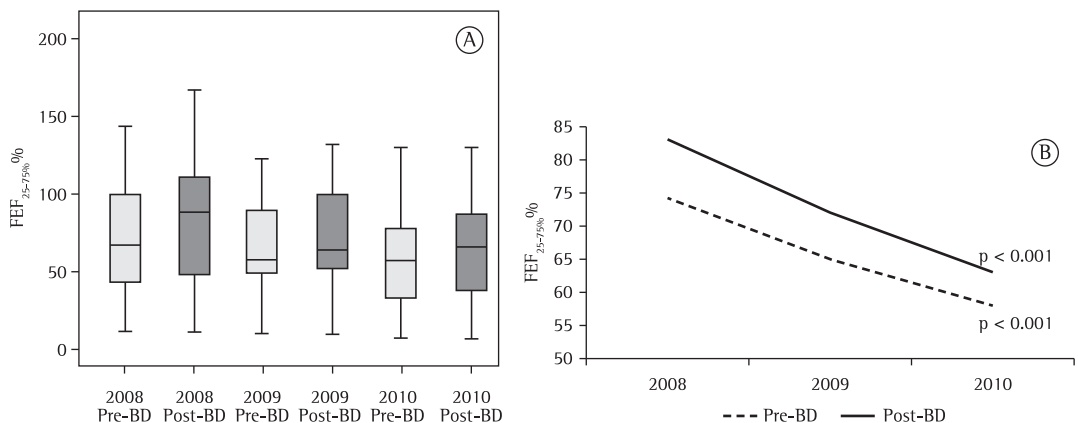 A
200
150
100
50
0
FEF25-75%%
2008 2008 2009 2009 2010 2010
Pre-BD Post-BD Pre-BD Post-BD Pre-BD Post-BD
B
85
80
75
70
65
60
55
50
FEF25-75%%
p < 0.001
p < 0.001
2008 2009 2010
Pre-BD Post-BD